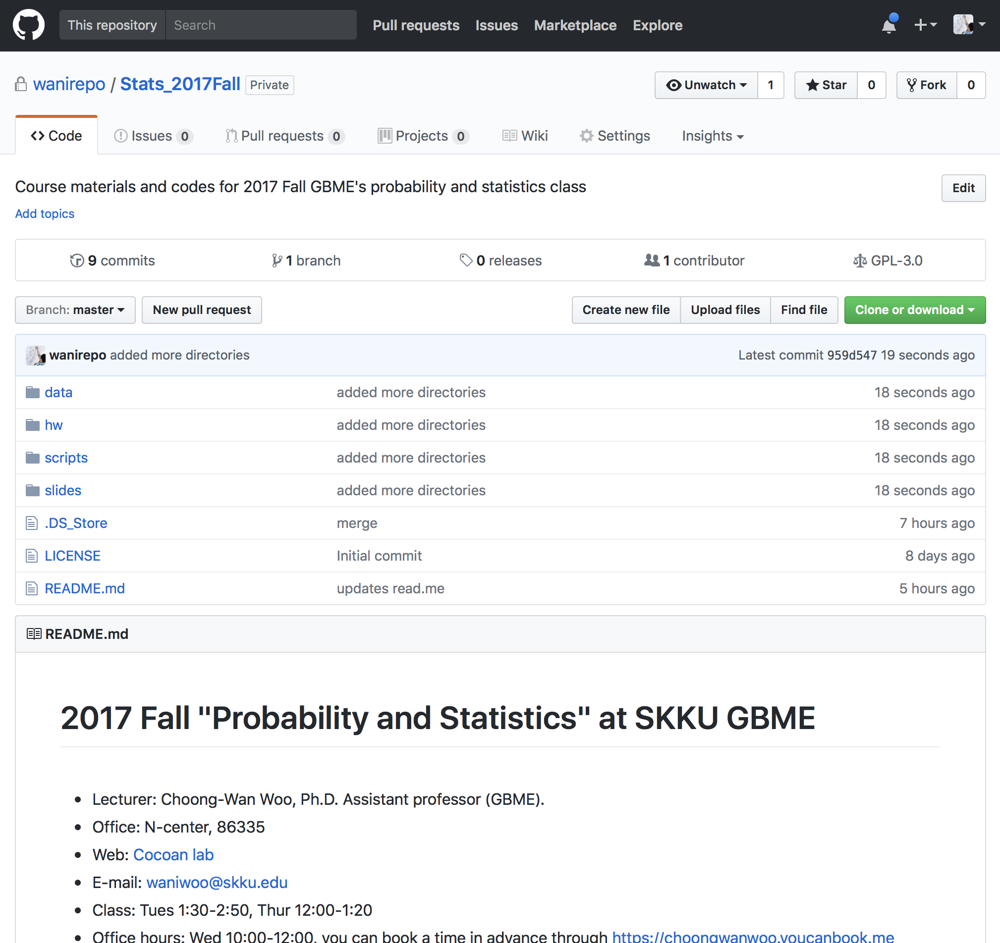 This repository Search Pull requests Issues Marketplace Explore
wanirepo / Stats_2017Fall Private Unwatch 1 Star 0 Fork 0
Code Issues 0 Pull requests 0 Projects 0 Wiki Settings Insights
Course materials and codes for 2017 Fall GBME's probability and statistics class Edit
Add topics
9 commits 1 branch 0 releases 1 contributor GPL-3.0
Branch: master New pull request Create new file Upload files Find file Clone or download
wanirepo added more directories Latest commit 959d547 19 seconds ago
data added more directories 18 seconds ago
hw added more directories 18 seconds ago
scripts added more directories 18 seconds ago
slides added more directories 18 seconds ago
.DS_Store merge 7 hours ago
LICENSE Initial commit 8 days ago
README.md updates read.me 5 hours ago
README.md
2017 Fall "Probability and Statistics" at SKKU GBME
• Lecturer: Choong-Wan Woo, Ph.D. Assistant professor (GBME).
• Office: N-center, 86335
• Web: Cocoan lab
• E-mail: waniwoo@skku.edu
• Class: Tues 1:30-2:50, Thur 12:00-1:20
• Office hours: Wed 10:00-12:00, you can book a time in advance through https://choongwanwoo.youcanbook.me